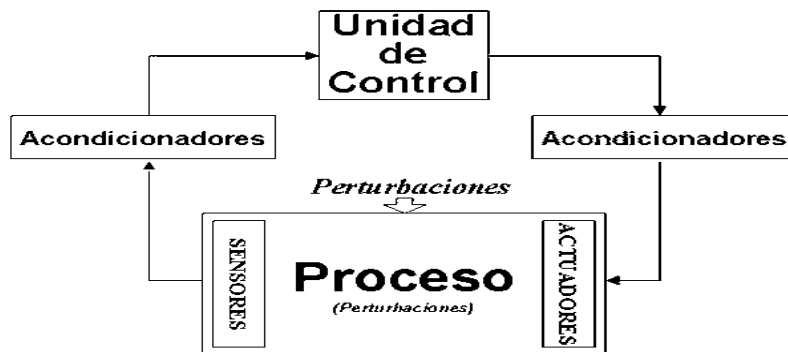 Unidad
de
Control
Acondicionadores
Acondicionadores
Perturbaciones
SENSORES
Proceso
(Perturbaciones)
ACTUADORES